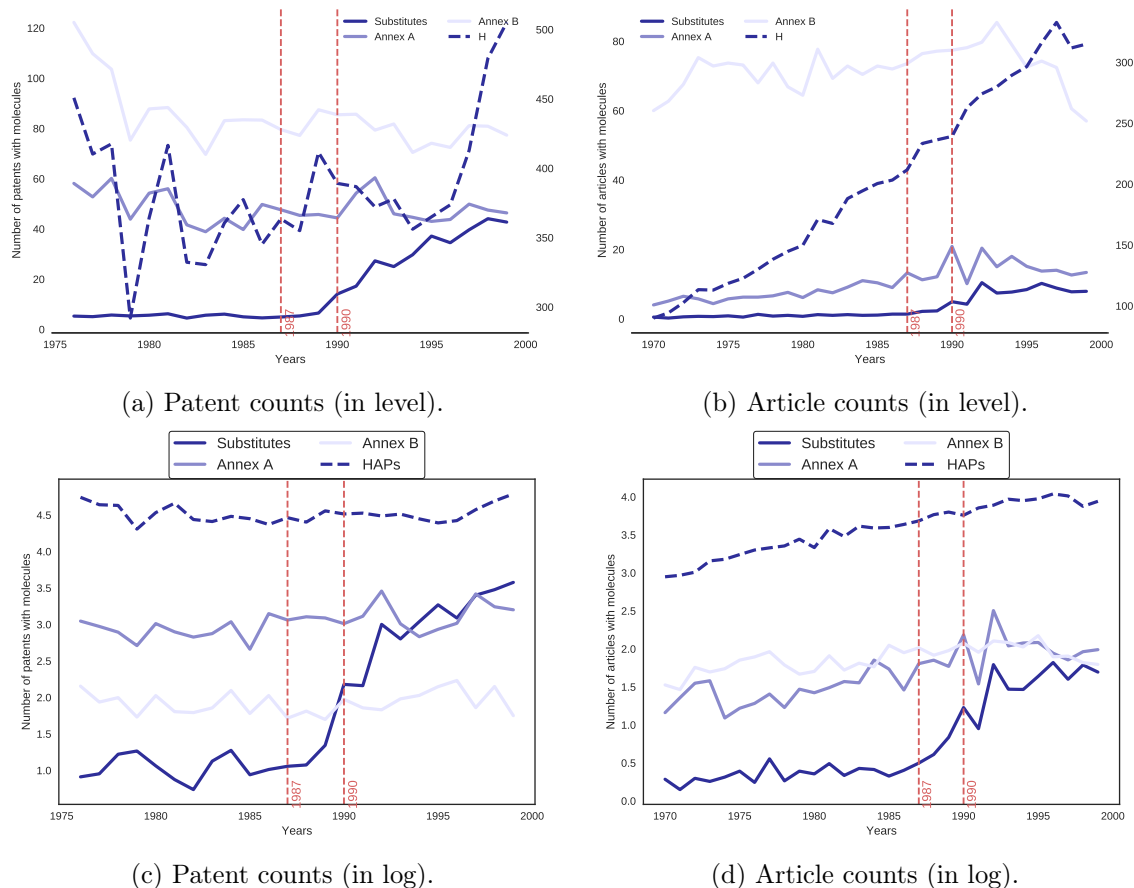 Substitutes
Annex A
Annex B
H
Number of patents with molecules
120
100
80
60
40
20
0
500
450
400
350
300
1987
1990
1975 1980 1985 1990 1995 2000
Years
(a) Patent counts (in level).
Substitutes
Annex A
Annex B
H
Number of articles with molecules
80
60
40
20
0
300
250
200
150
100
1987
1990
1970 1975 1980 1985 1990 1995 2000
Years
(b) Article counts (in level).
Substitutes
Annex A
Annex B
HAPs
Number of patents with molecules
4.5
4.0
3.5
3.0
2.5
2.0
1.5
1.0
1987
1990
1975 1980 1985 1990 1995 2000
Years
(c) Patent counts (in log).
Substitutes
Annex A
Annex B
HAPs
Number of articles with molecules
4.0
3.5
3.0
2.5
2.0
1.5
1.0
0.5
0.0
1987
1990
1970 1975 1980 1985 1990 1995 2000
Years
(d) Article counts (in log).